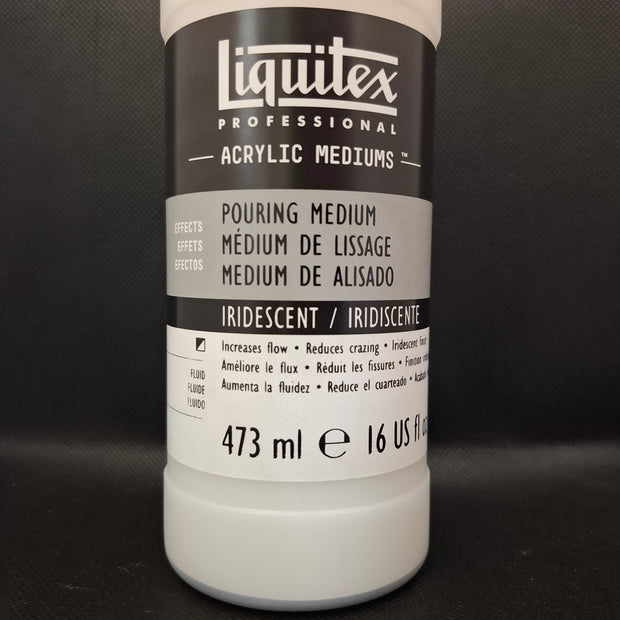 Liquitex
PROFESSIONAL
ACRYLIC MEDIUMS™
EFFECTS
EFFETS
EFECTOS
POURING MEDIUM
MÉDIUM DE LISSAGE
MEDIUM DE ALISADO
IRIDESCENT / IRIDISCENTE
Increases flow • Reduces crazing • Iridescent finish
Améliore le flux • Réduit les fissures • Finition
Aumenta la fluidez • Reduce el cuarteado •
FLUID
FLUIDE
FLUIDO
473 ml ℮ 16 US fl